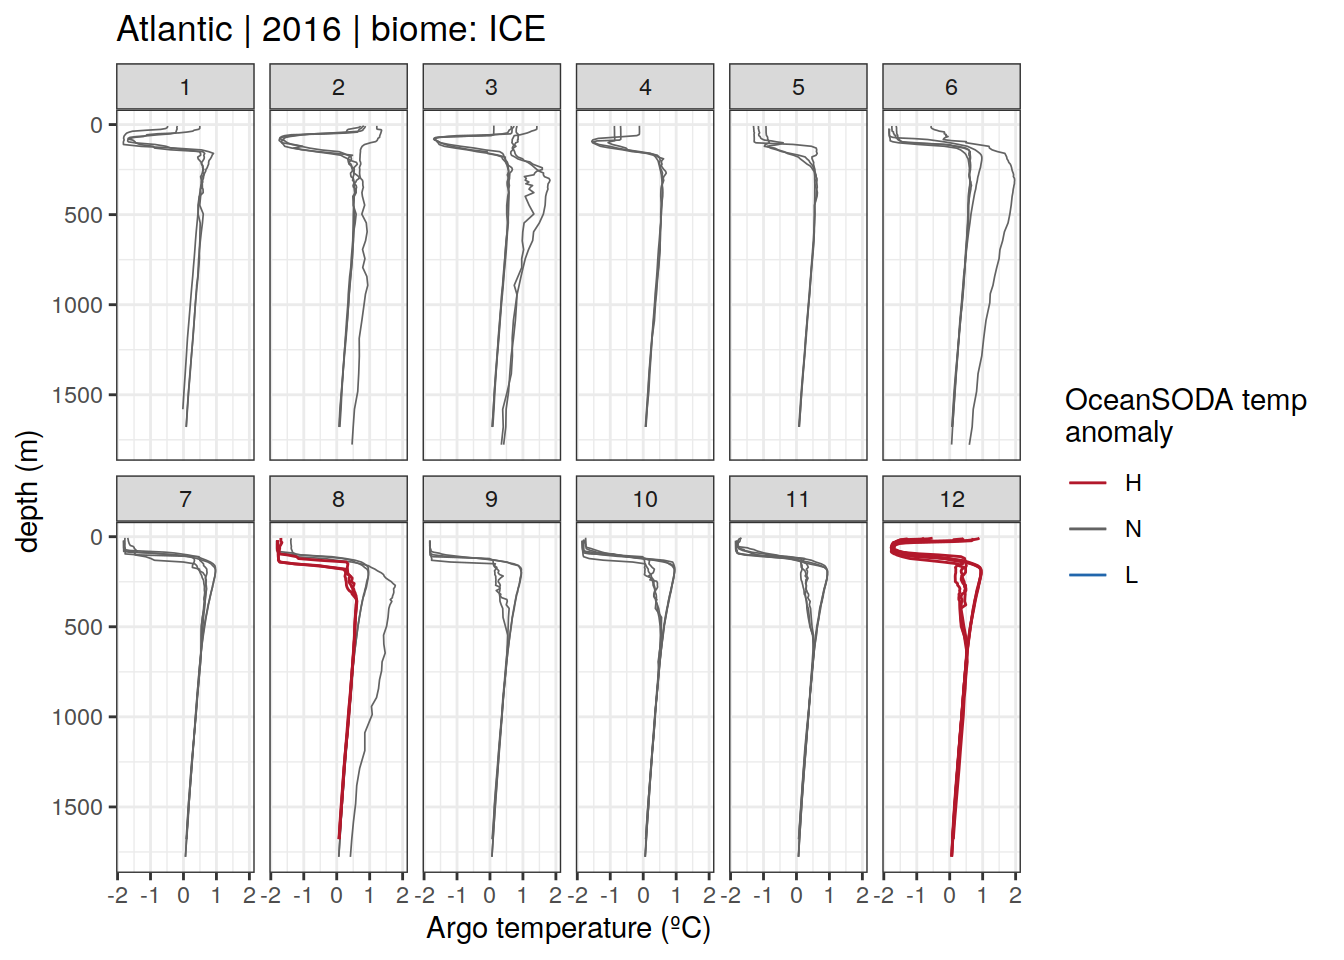 Atlantic | 2016 | biome: ICE
1 2 3 4 5 6
0
500
1000
1500
7 8 9 10 11 12
0
500
1000
1500
-2 -1 0 1 2 -2 -1 0 1 2 -2 -1 0 1 2 -2 -1 0 1 2 -2 -1 0 1 2 -2 -1 0 1 2
Argo temperature (ºC)
depth (m)
OceanSODA temp
anomaly
H
N
L